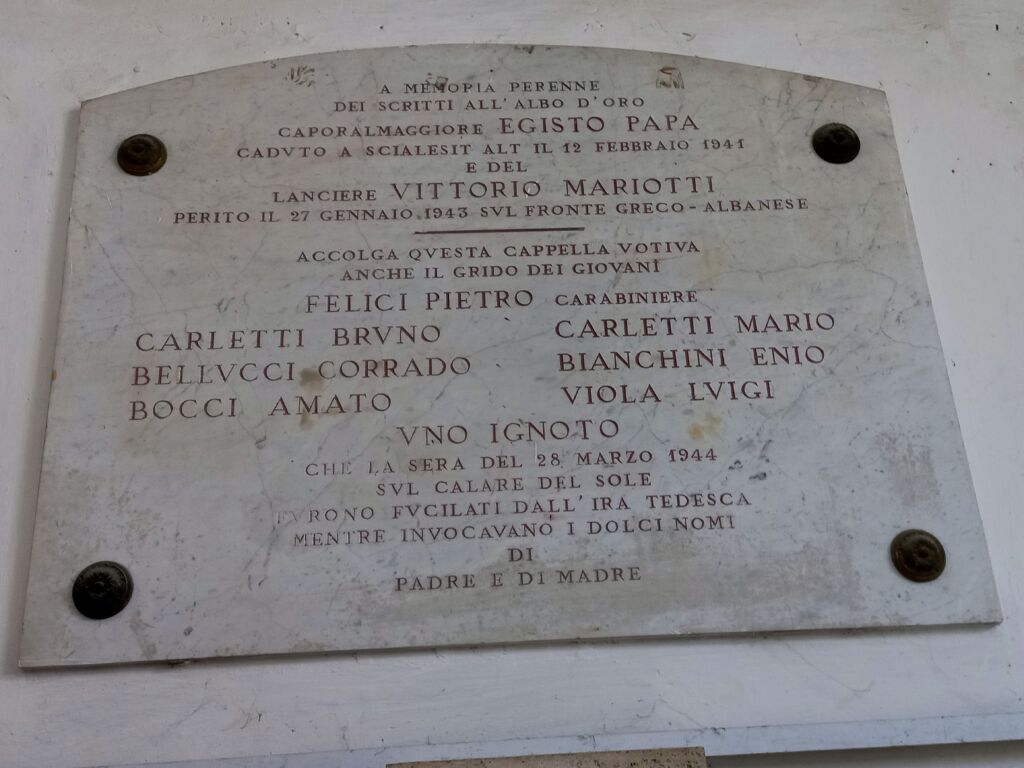 A MEMORIA PERENNE
DEI SCRITTI ALL' ALBO D'ORO
CAPORALMAGGIORE EGISTO PAPA
CADVTO A SCIALESIT ALT IL 12 FEBBRAIO 1941
E DEL
LANCIERE VITTORIO MARIOTTI
PERITO IL 27 GENNAIO 1943 SVL FRONTE GRECO - ALBANESE
ACCOLGA QVESTA CAPPELLA VOTIVA
ANCHE IL GRIDO DEI GIOVANI
FELICI PIETRO CARABINIERE
CARLETTI BRVNO CARLETTI MARIO
BELLVCCI CORRADO BIANCHINI ENIO
BOCCI AMATO VIOLA LVIGI
VNO IGNOTO
CHE LA SERA DEL 28 MARZO 1944
SVL CALARE DEL SOLE
FVRONO FVCILATI DALL' IRA TEDESCA
MENTRE INVOCAVANO I DOLCI NOMI
DI
PADRE E DI MADRE